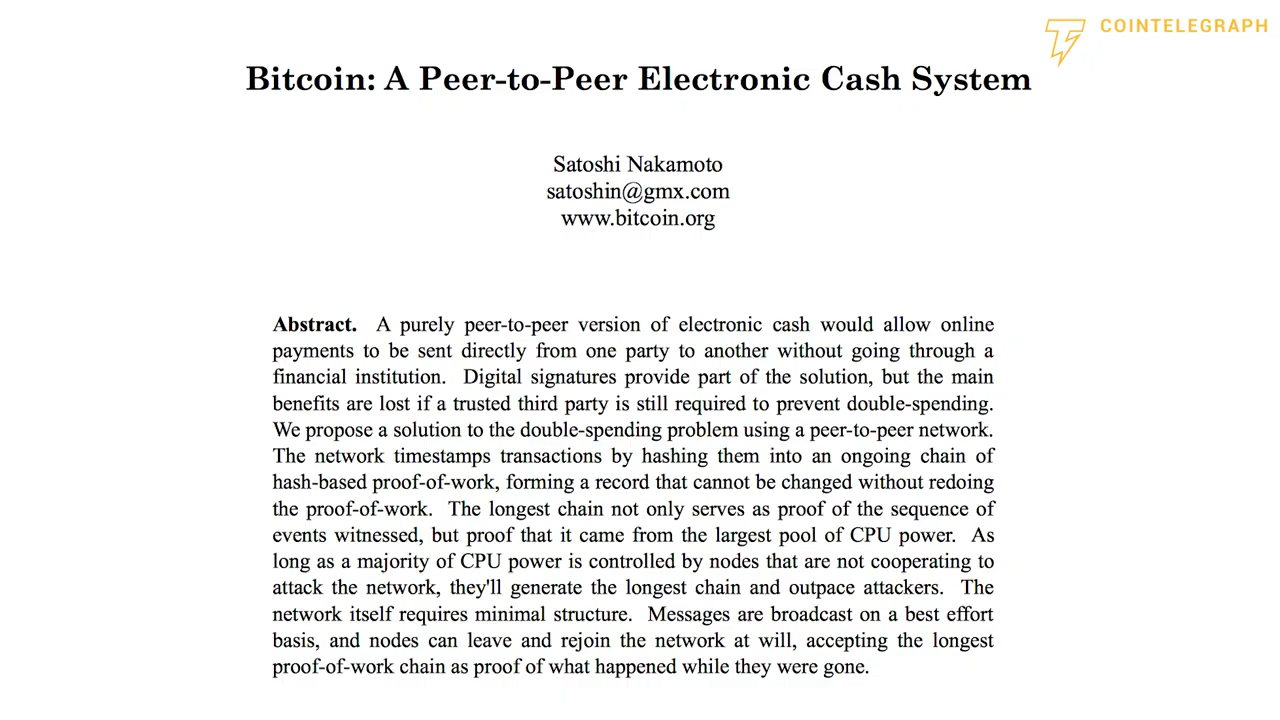 COINTELEGRAPH
Bitcoin: A Peer-to-Peer Electronic Cash System
Satoshi Nakamoto
satoshin@gmx.com
www.bitcoin.org
Abstract. A purely peer-to-peer version of electronic cash would allow online
payments to be sent directly from one party to another without going through a
financial institution. Digital signatures provide part of the solution, but the main
benefits are lost if a trusted third party is still required to prevent double-spending.
We propose a solution to the double-spending problem using a peer-to-peer network.
The network timestamps transactions by hashing them into an ongoing chain of
hash-based proof-of-work, forming a record that cannot be changed without redoing
the proof-of-work. The longest chain not only serves as proof of the sequence of
events witnessed, but proof that it came from the largest pool of CPU power. As
long as a majority of CPU power is controlled by nodes that are not cooperating to
attack the network, they'll generate the longest chain and outpace attackers. The
network itself requires minimal structure. Messages are broadcast on a best effort
basis, and nodes can leave and rejoin the network at will, accepting the longest
proof-of-work chain as proof of what happened while they were gone.